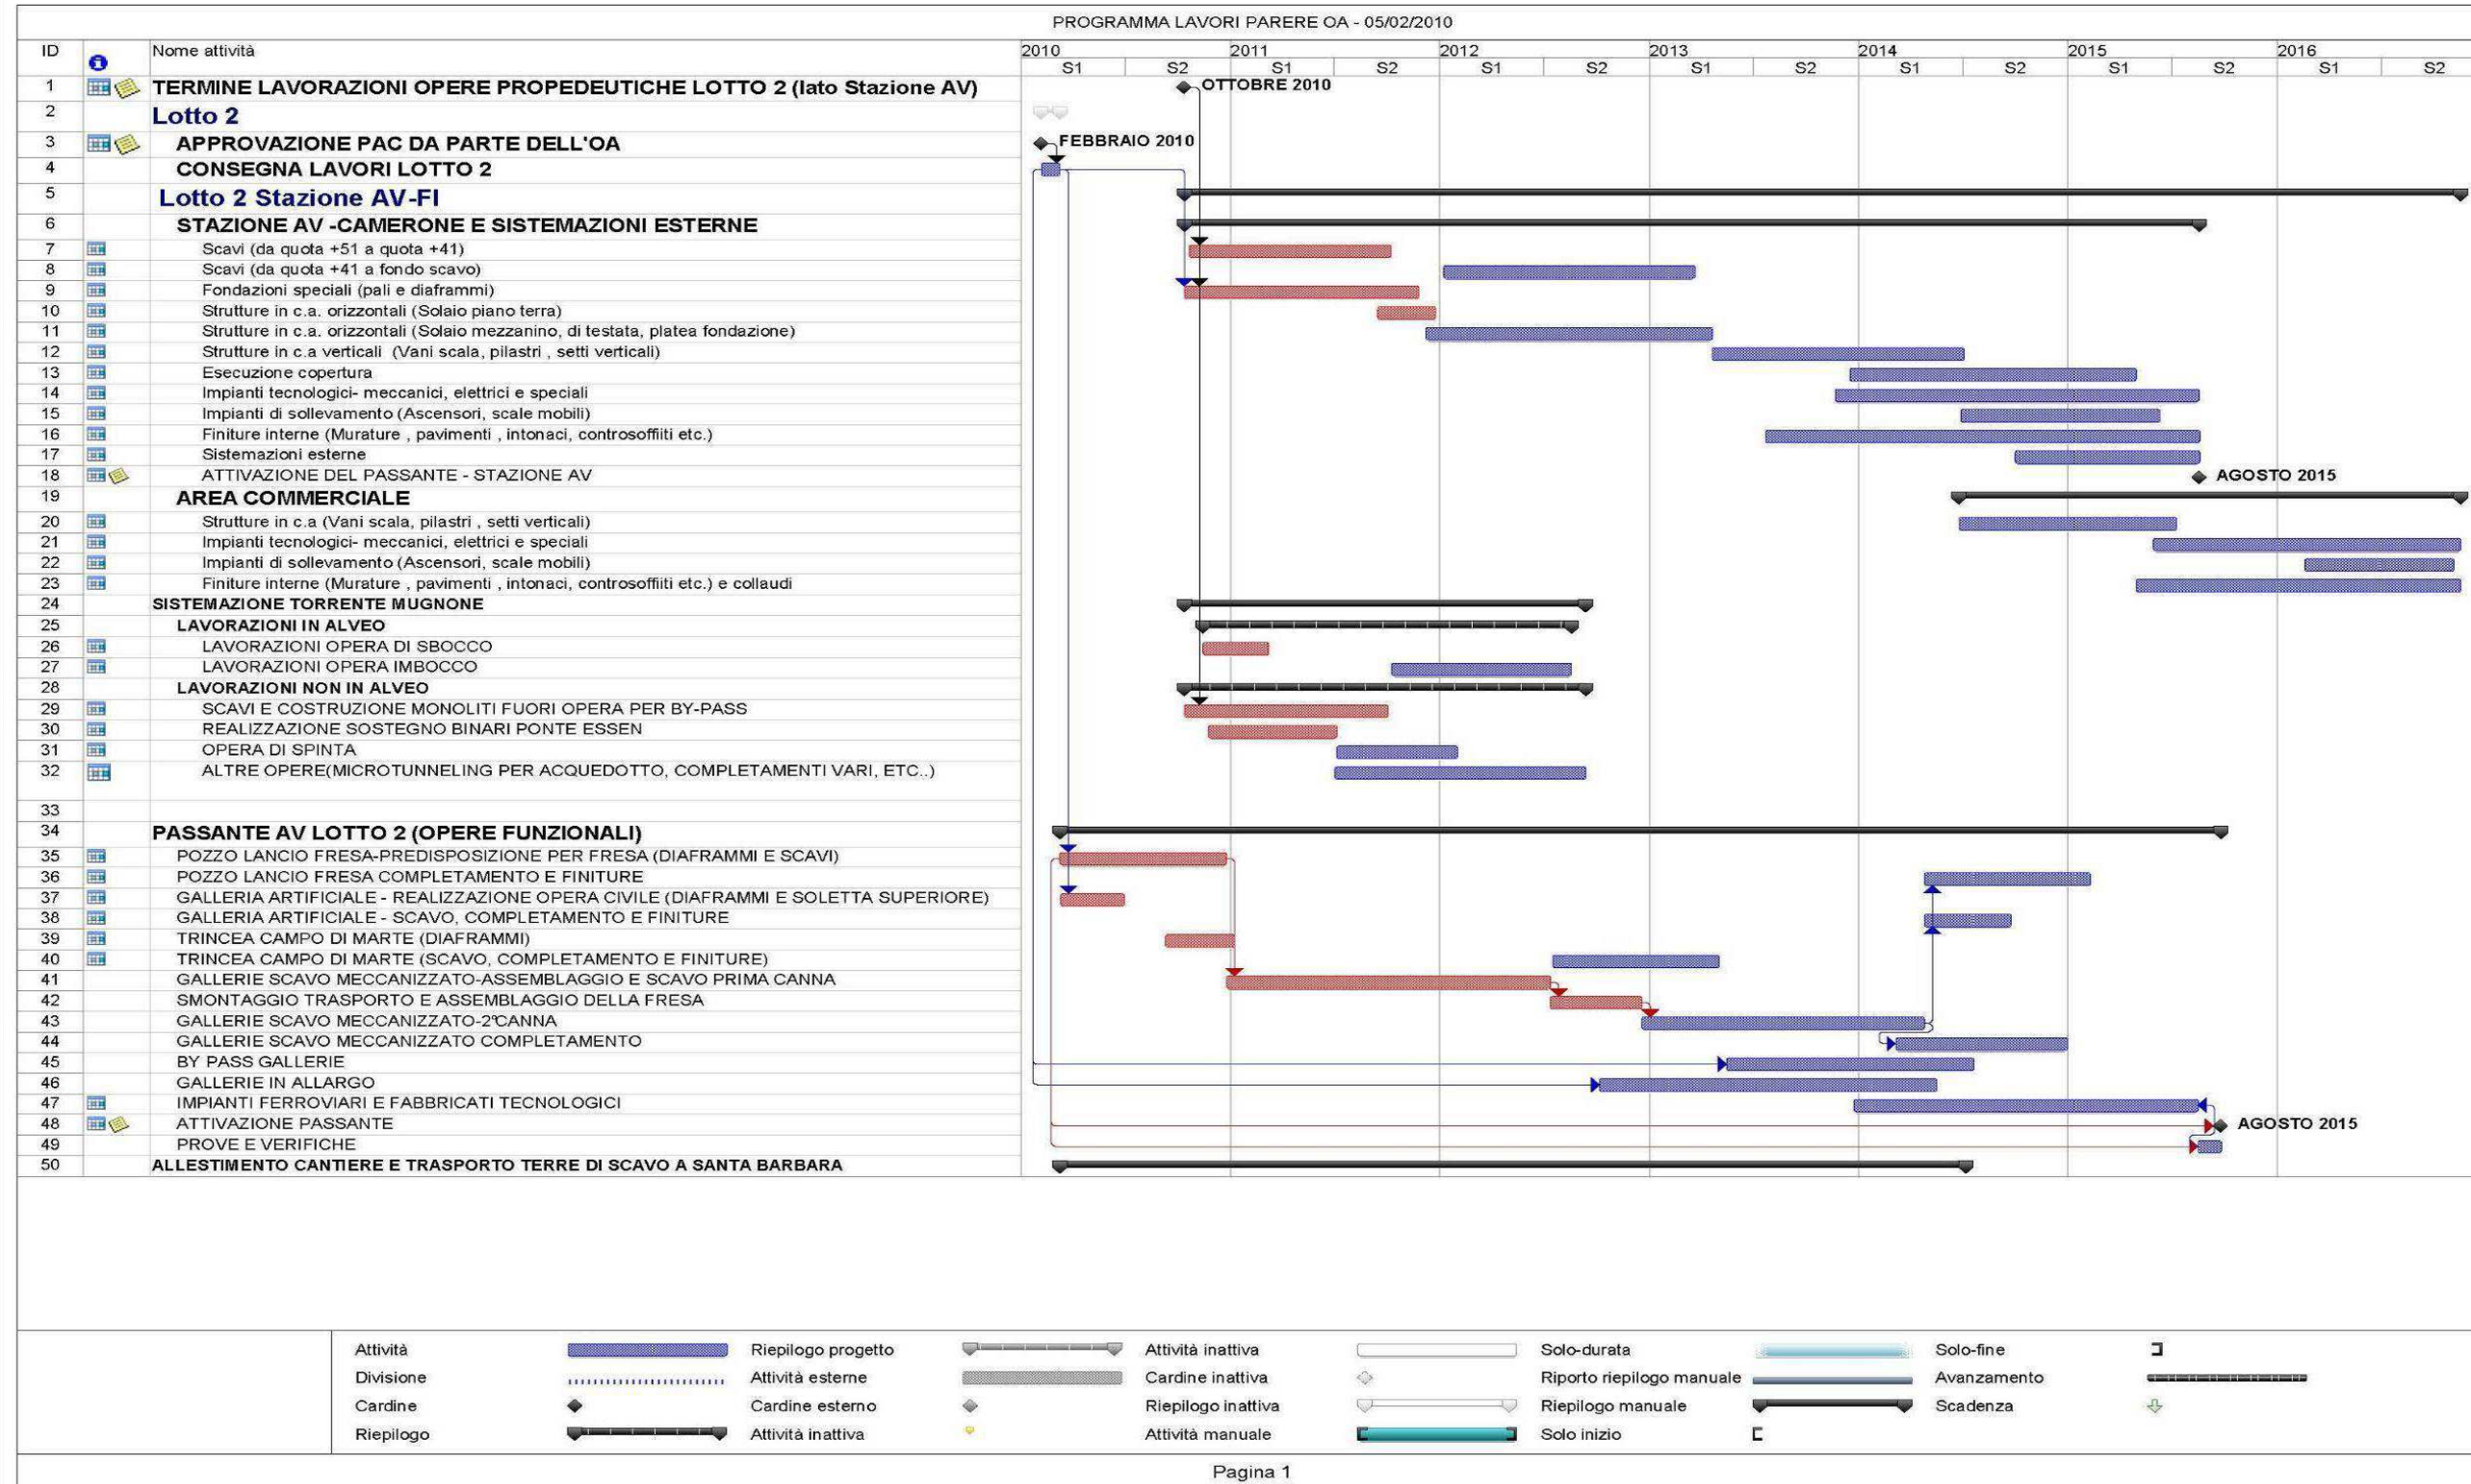 PROGRAMMA LAVORI PARERE OA - 05/02/2010
ID Nome attività 2010 2011 2012 2013 2014 2015 2016
S1 S2 S1 S2 S1 S2 S1 S2 S1 S2 S1 S2 S1 S2
1 TERMINE LAVORAZIONI OPERE PROPEDEUTICHE LOTTO 2 (lato Stazione AV) OTTOBRE 2010
2 Lotto 2
3 APPROVAZIONE PAC DA PARTE DELL'OA FEBBRAIO 2010
4 CONSEGNA LAVORI LOTTO 2
5 Lotto 2 Stazione AV-FI
6 STAZIONE AV -CAMERONE E SISTEMAZIONI ESTERNE
7 Scavi (da quota +51 a quota +41)
8 Scavi (da quota +41 a fondo scavo)
9 Fondazioni speciali (pali e diaframmi)
10 Strutture in c.a. orizzontali (Solaio piano terra)
11 Strutture in c.a. orizzontali (Solaio mezzanino, di testata, platea fondazione)
12 Strutture in c.a verticali (Vani scala, pilastri , setti verticali)
13 Esecuzione copertura
14 Impianti tecnologici- meccanici, elettrici e speciali
15 Impianti di sollevamento (Ascensori, scale mobili)
16 Finiture interne (Murature , pavimenti , intonaci, controsoffiiti etc.)
17 Sistemazioni esterne
18 ATTIVAZIONE DEL PASSANTE - STAZIONE AV AGOSTO 2015
19 AREA COMMERCIALE
20 Strutture in c.a (Vani scala, pilastri , setti verticali)
21 Impianti tecnologici- meccanici, elettrici e speciali
22 Impianti di sollevamento (Ascensori, scale mobili)
23 Finiture interne (Murature , pavimenti , intonaci, controsoffiiti etc.) e collaudi
24 SISTEMAZIONE TORRENTE MUGNONE
25 LAVORAZIONI IN ALVEO
26 LAVORAZIONI OPERA DI SBOCCO
27 LAVORAZIONI OPERA IMBOCCO
28 LAVORAZIONI NON IN ALVEO
29 SCAVI E COSTRUZIONE MONOLITI FUORI OPERA PER BY-PASS
30 REALIZZAZIONE SOSTEGNO BINARI PONTE ESSEN
31 OPERA DI SPINTA
32 ALTRE OPERE(MICROTUNNELING PER ACQUEDOTTO, COMPLETAMENTI VARI, ETC..)
33
34 PASSANTE AV LOTTO 2 (OPERE FUNZIONALI)
35 POZZO LANCIO FRESA-PREDISPOSIZIONE PER FRESA (DIAFRAMMI E SCAVI)
36 POZZO LANCIO FRESA COMPLETAMENTO E FINITURE
37 GALLERIA ARTIFICIALE - REALIZZAZIONE OPERA CIVILE (DIAFRAMMI E SOLETTA SUPERIORE)
38 GALLERIA ARTIFICIALE - SCAVO, COMPLETAMENTO E FINITURE
39 TRINCEA CAMPO DI MARTE (DIAFRAMMI)
40 TRINCEA CAMPO DI MARTE (SCAVO, COMPLETAMENTO E FINITURE)
41 GALLERIE SCAVO MECCANIZZATO-ASSEMBLAGGIO E SCAVO PRIMA CANNA
42 SMONTAGGIO TRASPORTO E ASSEMBLAGGIO DELLA FRESA
43 GALLERIE SCAVO MECCANIZZATO-2°CANNA
44 GALLERIE SCAVO MECCANIZZATO COMPLETAMENTO
45 BY PASS GALLERIE
46 GALLERIE IN ALLARGO
47 IMPIANTI FERROVIARI E FABBRICATI TECNOLOGICI
48 ATTIVAZIONE PASSANTE AGOSTO 2015
49 PROVE E VERIFICHE
50 ALLESTIMENTO CANTIERE E TRASPORTO TERRE DI SCAVO A SANTA BARBARA
Attività Riepilogo progetto Attività inattiva Solo-durata Solo-fine
Divisione Attività esterne Cardine inattiva Riporto riepilogo manuale Avanzamento
Cardine Cardine esterno Riepilogo inattiva Riepilogo manuale Scadenza
Riepilogo Attività inattiva Attività manuale Solo inizio
Pagina 1